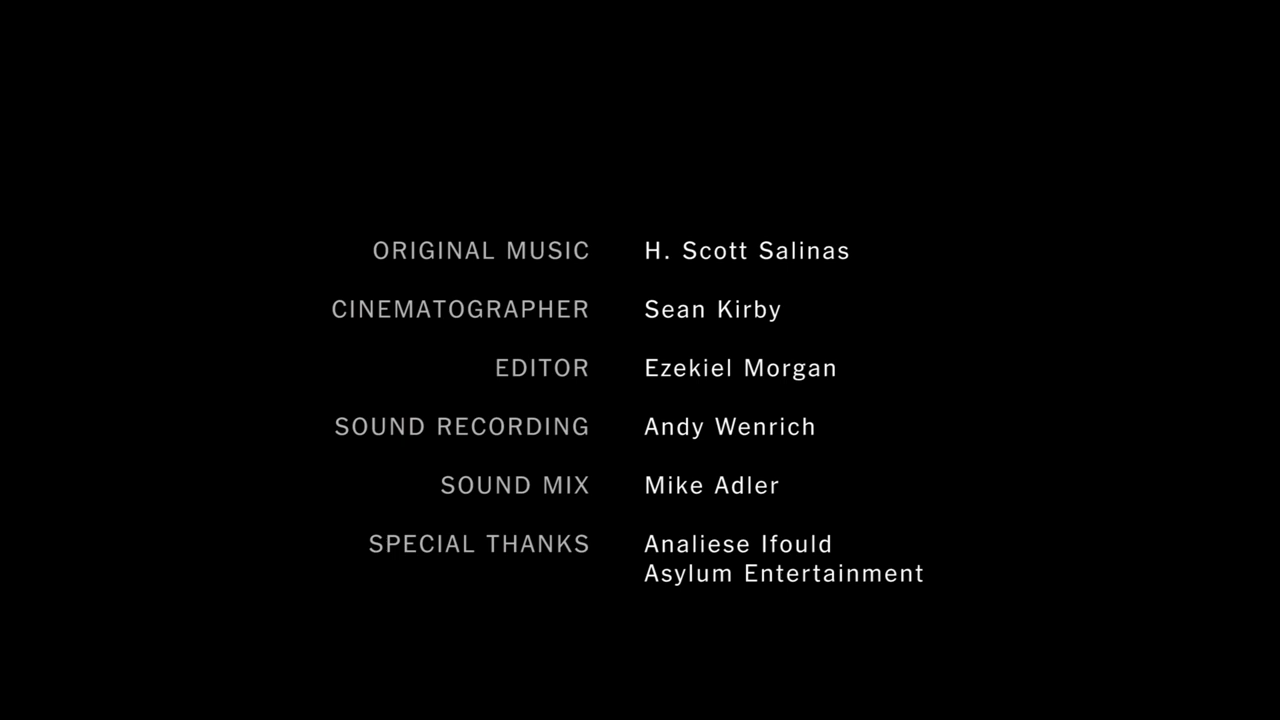 ORIGINAL MUSIC H. Scott Salinas
CINEMATOGRAPHER Sean Kirby
EDITOR Ezekiel Morgan
SOUND RECORDING Andy Wenrich
SOUND MIX Mike Adler
SPECIAL THANKS Analiese Ifould
Asylum Entertainment